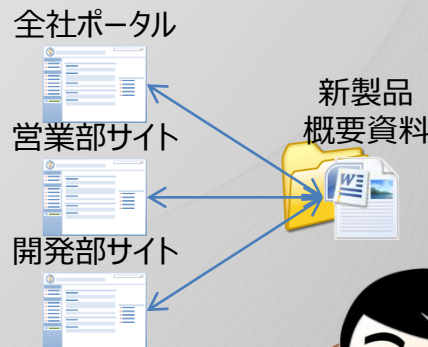 全社ポータル
営業部サイト
開発部サイト
新製品
概要資料
W